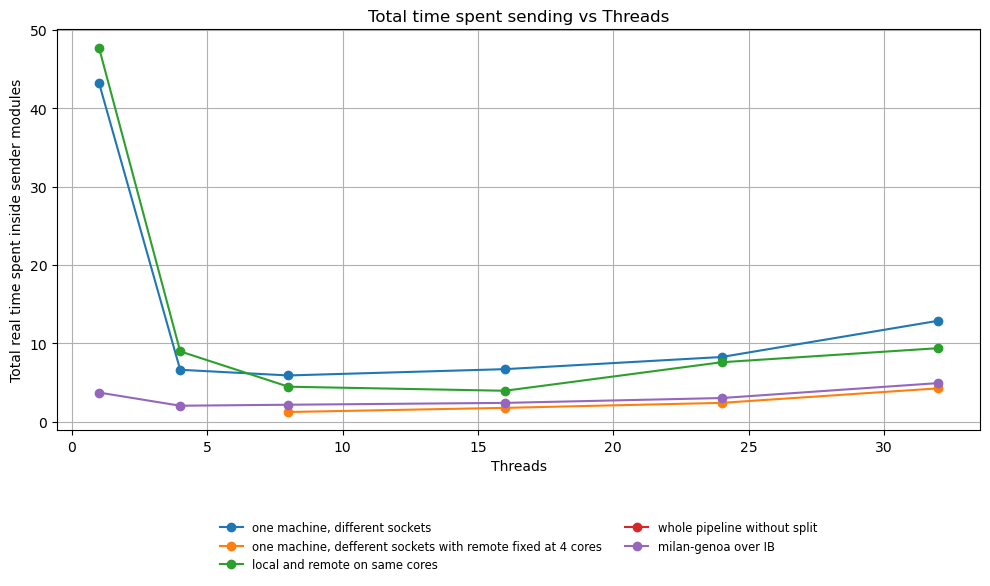 Total time spent sending vs Threads
Total real time spent inside sender modules
50
40
30
20
10
0
0 5 10 15 20 25 30
Threads
one machine, different sockets
one machine, defferent sockets with remote fixed at 4 cores
local and remote on same cores
whole pipeline without split
milan-genoa over IB